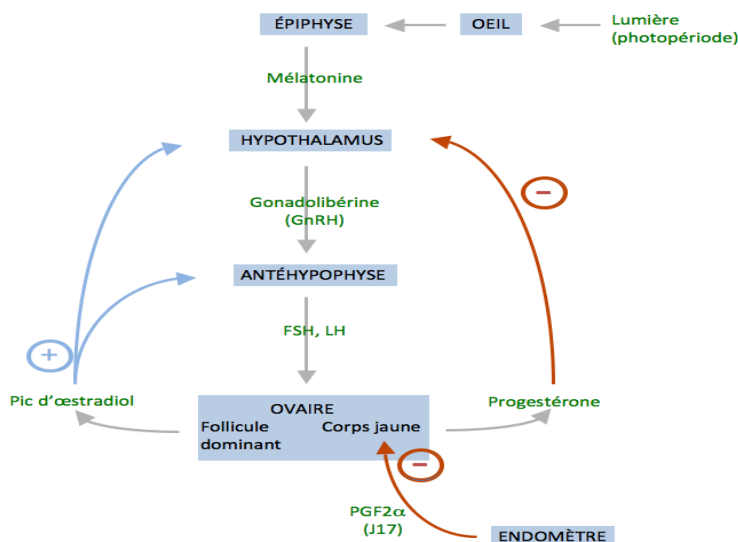 ÉPIPHYSE
OEIL
Lumière
(photopériode)
Mélatonine
HYPOTHALAMUS
−
Gonadolibérine
(GnRH)
ANTÉHYPOPHYSE
FSH, LH
+
Pic d'œstradiol
Progestérone
OVAIRE
Follicule
dominant
Corps jaune
−
PGF2α
(J17)
ENDOMÈTRE